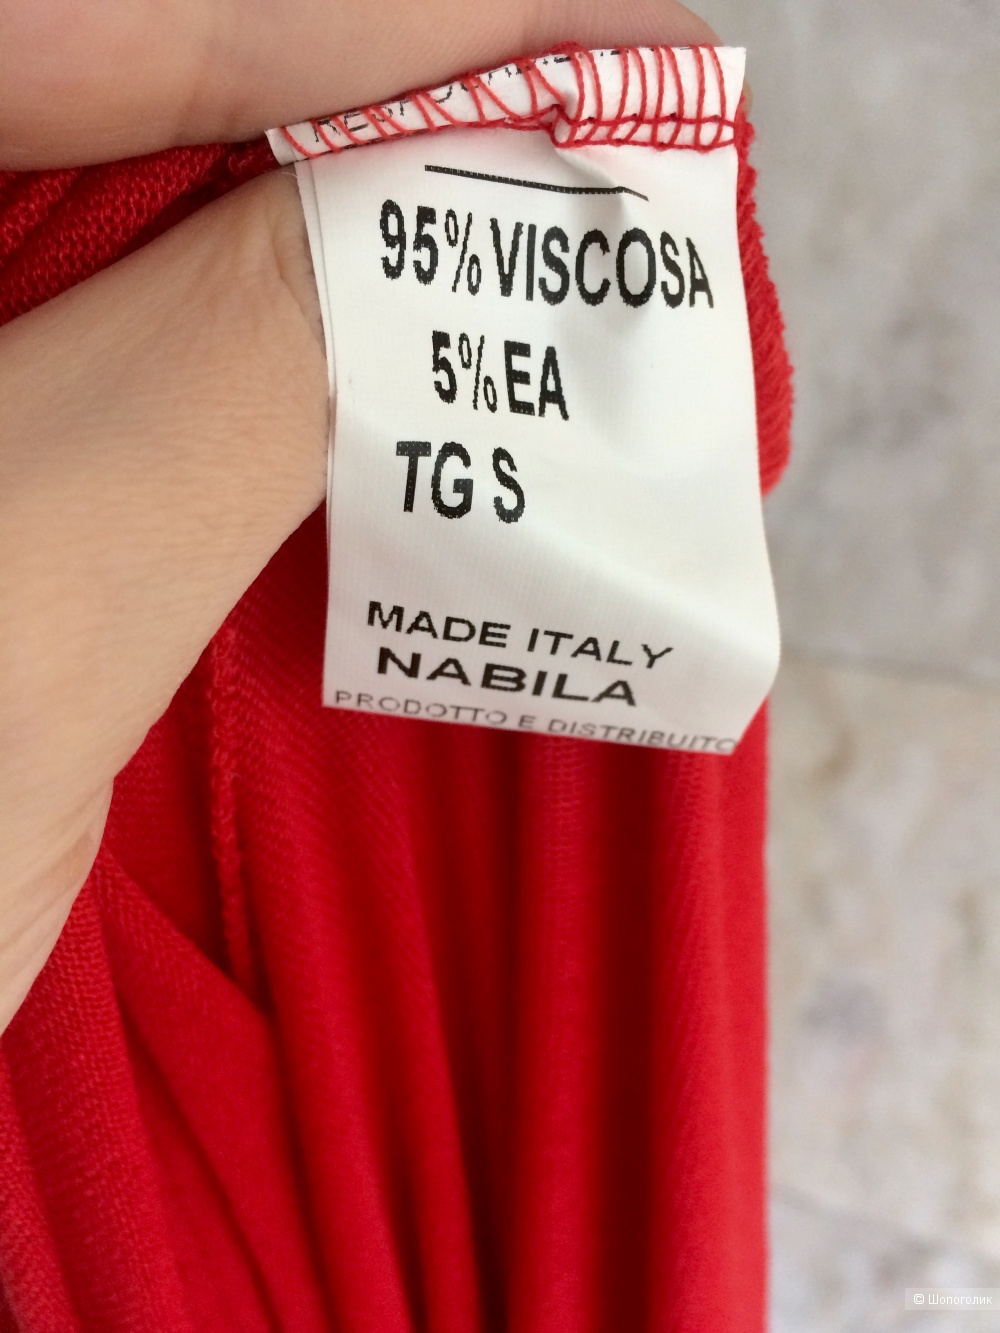 95% VISCOSA
5% EA
TG S
MADE ITALY
NABILA
PRODOTTO E DISTRIBUITO
© Шопоголик